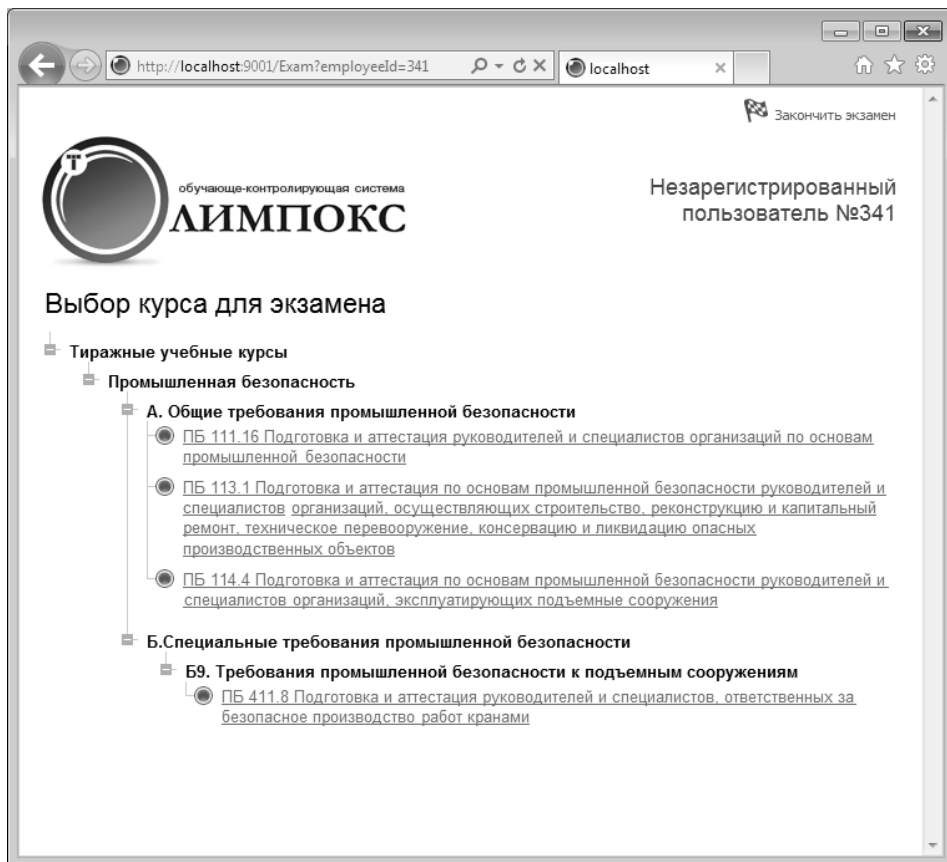 http://localhost:9001/Exam?employeeId=341
localhost
Закончить экзамен
Т
обучающе-контролирующая система
ЛИМПОКС
Незарегистрированный
пользователь №341
Выбор курса для экзамена
Тиражные учебные курсы
Промышленная безопасность
А. Общие требования промышленной безопасности
ПБ 111.16 Подготовка и аттестация руководителей и специалистов организаций по основам
промышленной безопасности
ПБ 113.1 Подготовка и аттестация по основам промышленной безопасности руководителей и
специалистов организаций, осуществляющих строительство, реконструкцию и капитальный
ремонт, техническое перевооружение, консервацию и ликвидацию опасных
производственных объектов
ПБ 114.4 Подготовка и аттестация по основам промышленной безопасности руководителей и
специалистов организаций, эксплуатирующих подъемные сооружения
Б.Специальные требования промышленной безопасности
Б9. Требования промышленной безопасности к подъемным сооружениям
ПБ 411.8 Подготовка и аттестация руководителей и специалистов, ответственных за
безопасное производство работ кранами